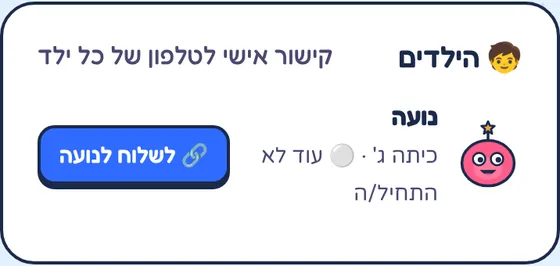 הילדים
קישור אישי לטלפון של כל ילד
נועה
כיתה ג' · עוד לא
התחיל/ה
לשלוח לנועה